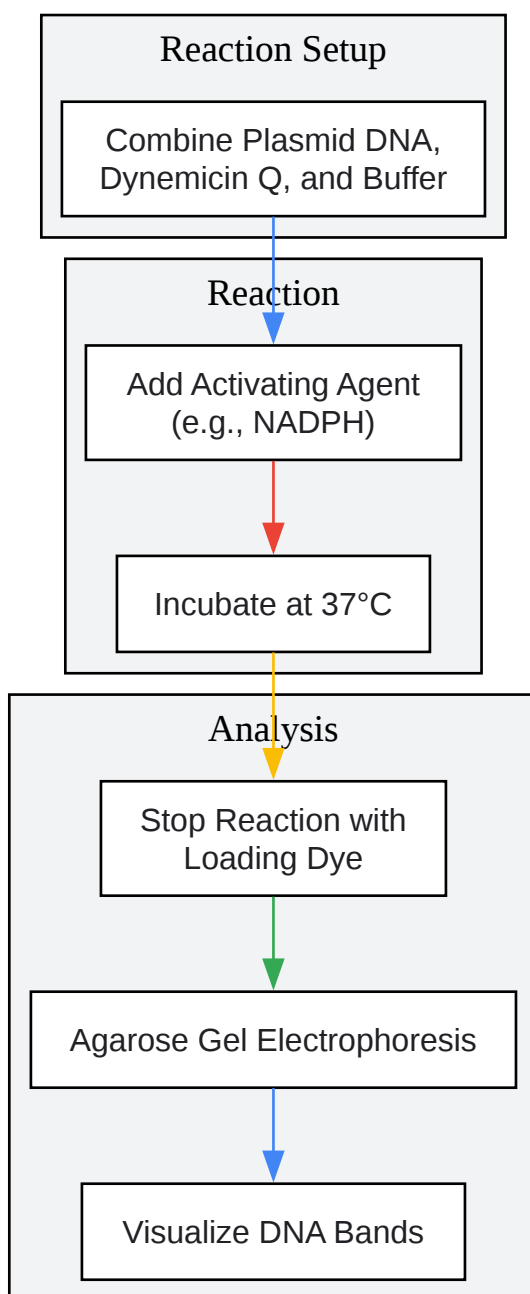 Reaction Setup
Combine Plasmid DNA,
Dynemicin Q, and Buffer
Reaction
Add Activating Agent
(e.g., NADPH)
Incubate at 37°C
Analysis
Stop Reaction with
Loading Dye
Agarose Gel Electrophoresis
Visualize DNA Bands